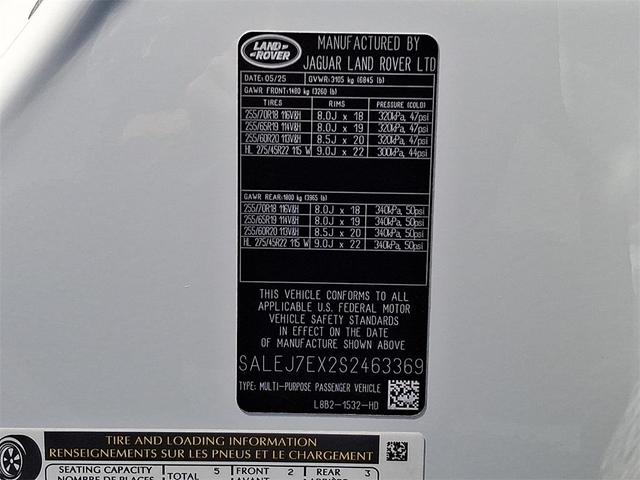 LAND ROVER
MANUFACTURED BY
JAGUAR LAND ROVER LTD
DATE: 05/25 GVWR: 3105 kg (6845 lb)
GAWR FRONT: 1480 kg (3260 lb)
TIRES RIMS PRESSURE (COLD)
255/70R18 116V&H 8.0J x 18 320kPa, 47psi
255/65R19 114V&H 8.0J x 19 320kPa, 47psi
255/60R20 113V&H 8.5J x 20 320kPa, 47psi
HL 275/45R22 115 W 9.0J x 22 300kPa, 44psi
GAWR REAR: 1800 kg (3965 lb)
255/70R18 116V&H 8.0J x 18 340kPa, 50psi
255/65R19 114V&H 8.0J x 19 340kPa, 50psi
255/60R20 113V&H 8.5J x 20 340kPa, 50psi
HL 275/45R22 115 W 9.0J x 22 340kPa, 50psi
THIS VEHICLE CONFORMS TO ALL
APPLICABLE U.S. FEDERAL MOTOR
VEHICLE SAFETY STANDARDS
IN EFFECT ON THE DATE
OF MANUFACTURE SHOWN ABOVE
SALEJ7EX2S2463369
TYPE: MULTI-PURPOSE PASSENGER VEHICLE
L8B2-1532-HD
TIRE AND LOADING INFORMATION
RENSEIGNEMENTS SUR LES PNEUS ET LE CHARGEMENT
SEATING CAPACITY TOTAL 5 FRONT 2 REAR 3
NOMBRE DE PLACES AVANT ARRIÈRE